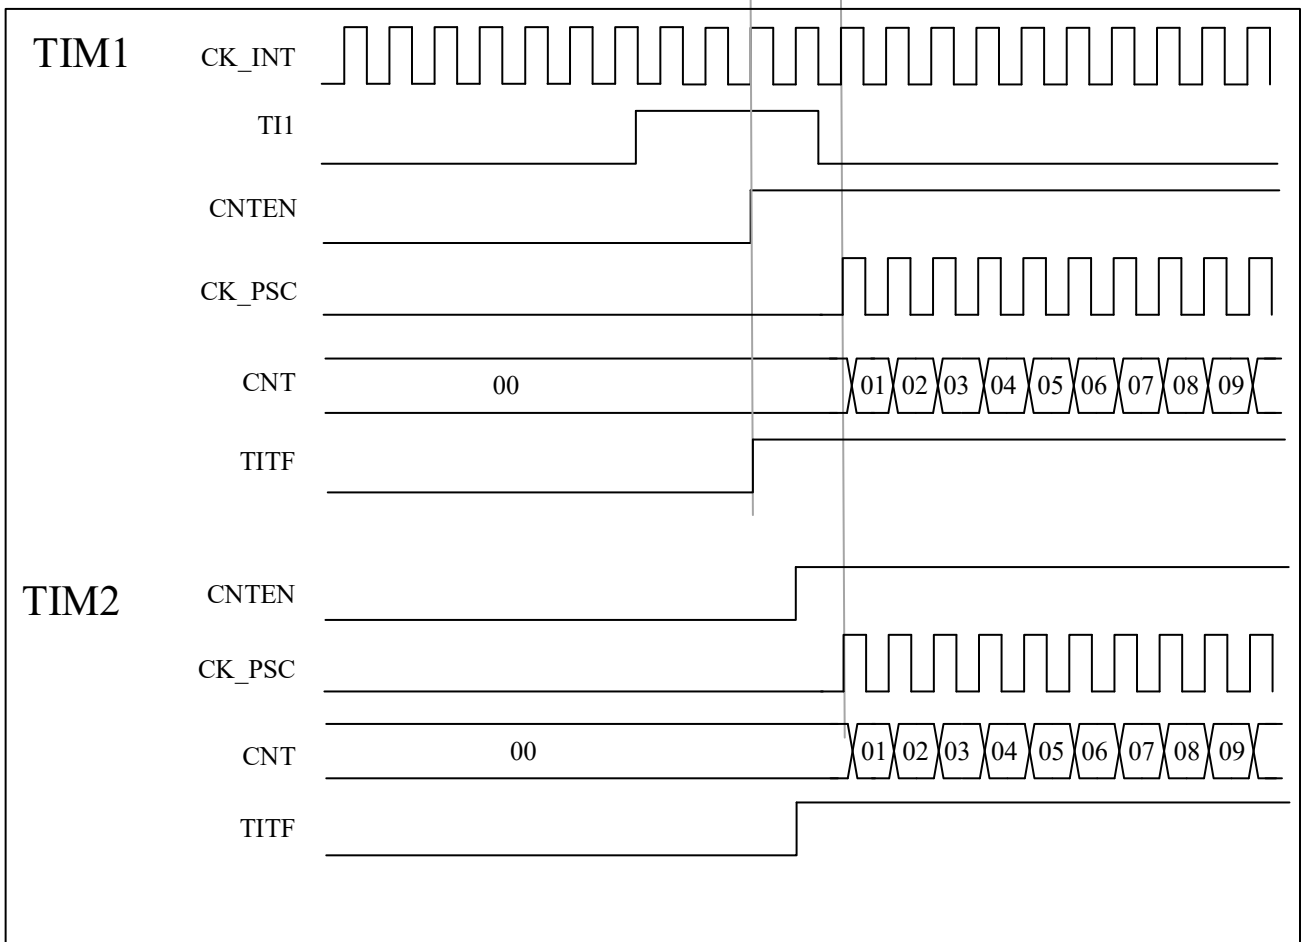 TIM1
CK_INT
TI1
CNTEN
CK_PSC
CNT 00 01 02 03 04 05 06 07 08 09
TITF
TIM2
CNTEN
CK_PSC
CNT 00 01 02 03 04 05 06 07 08 09
TITF